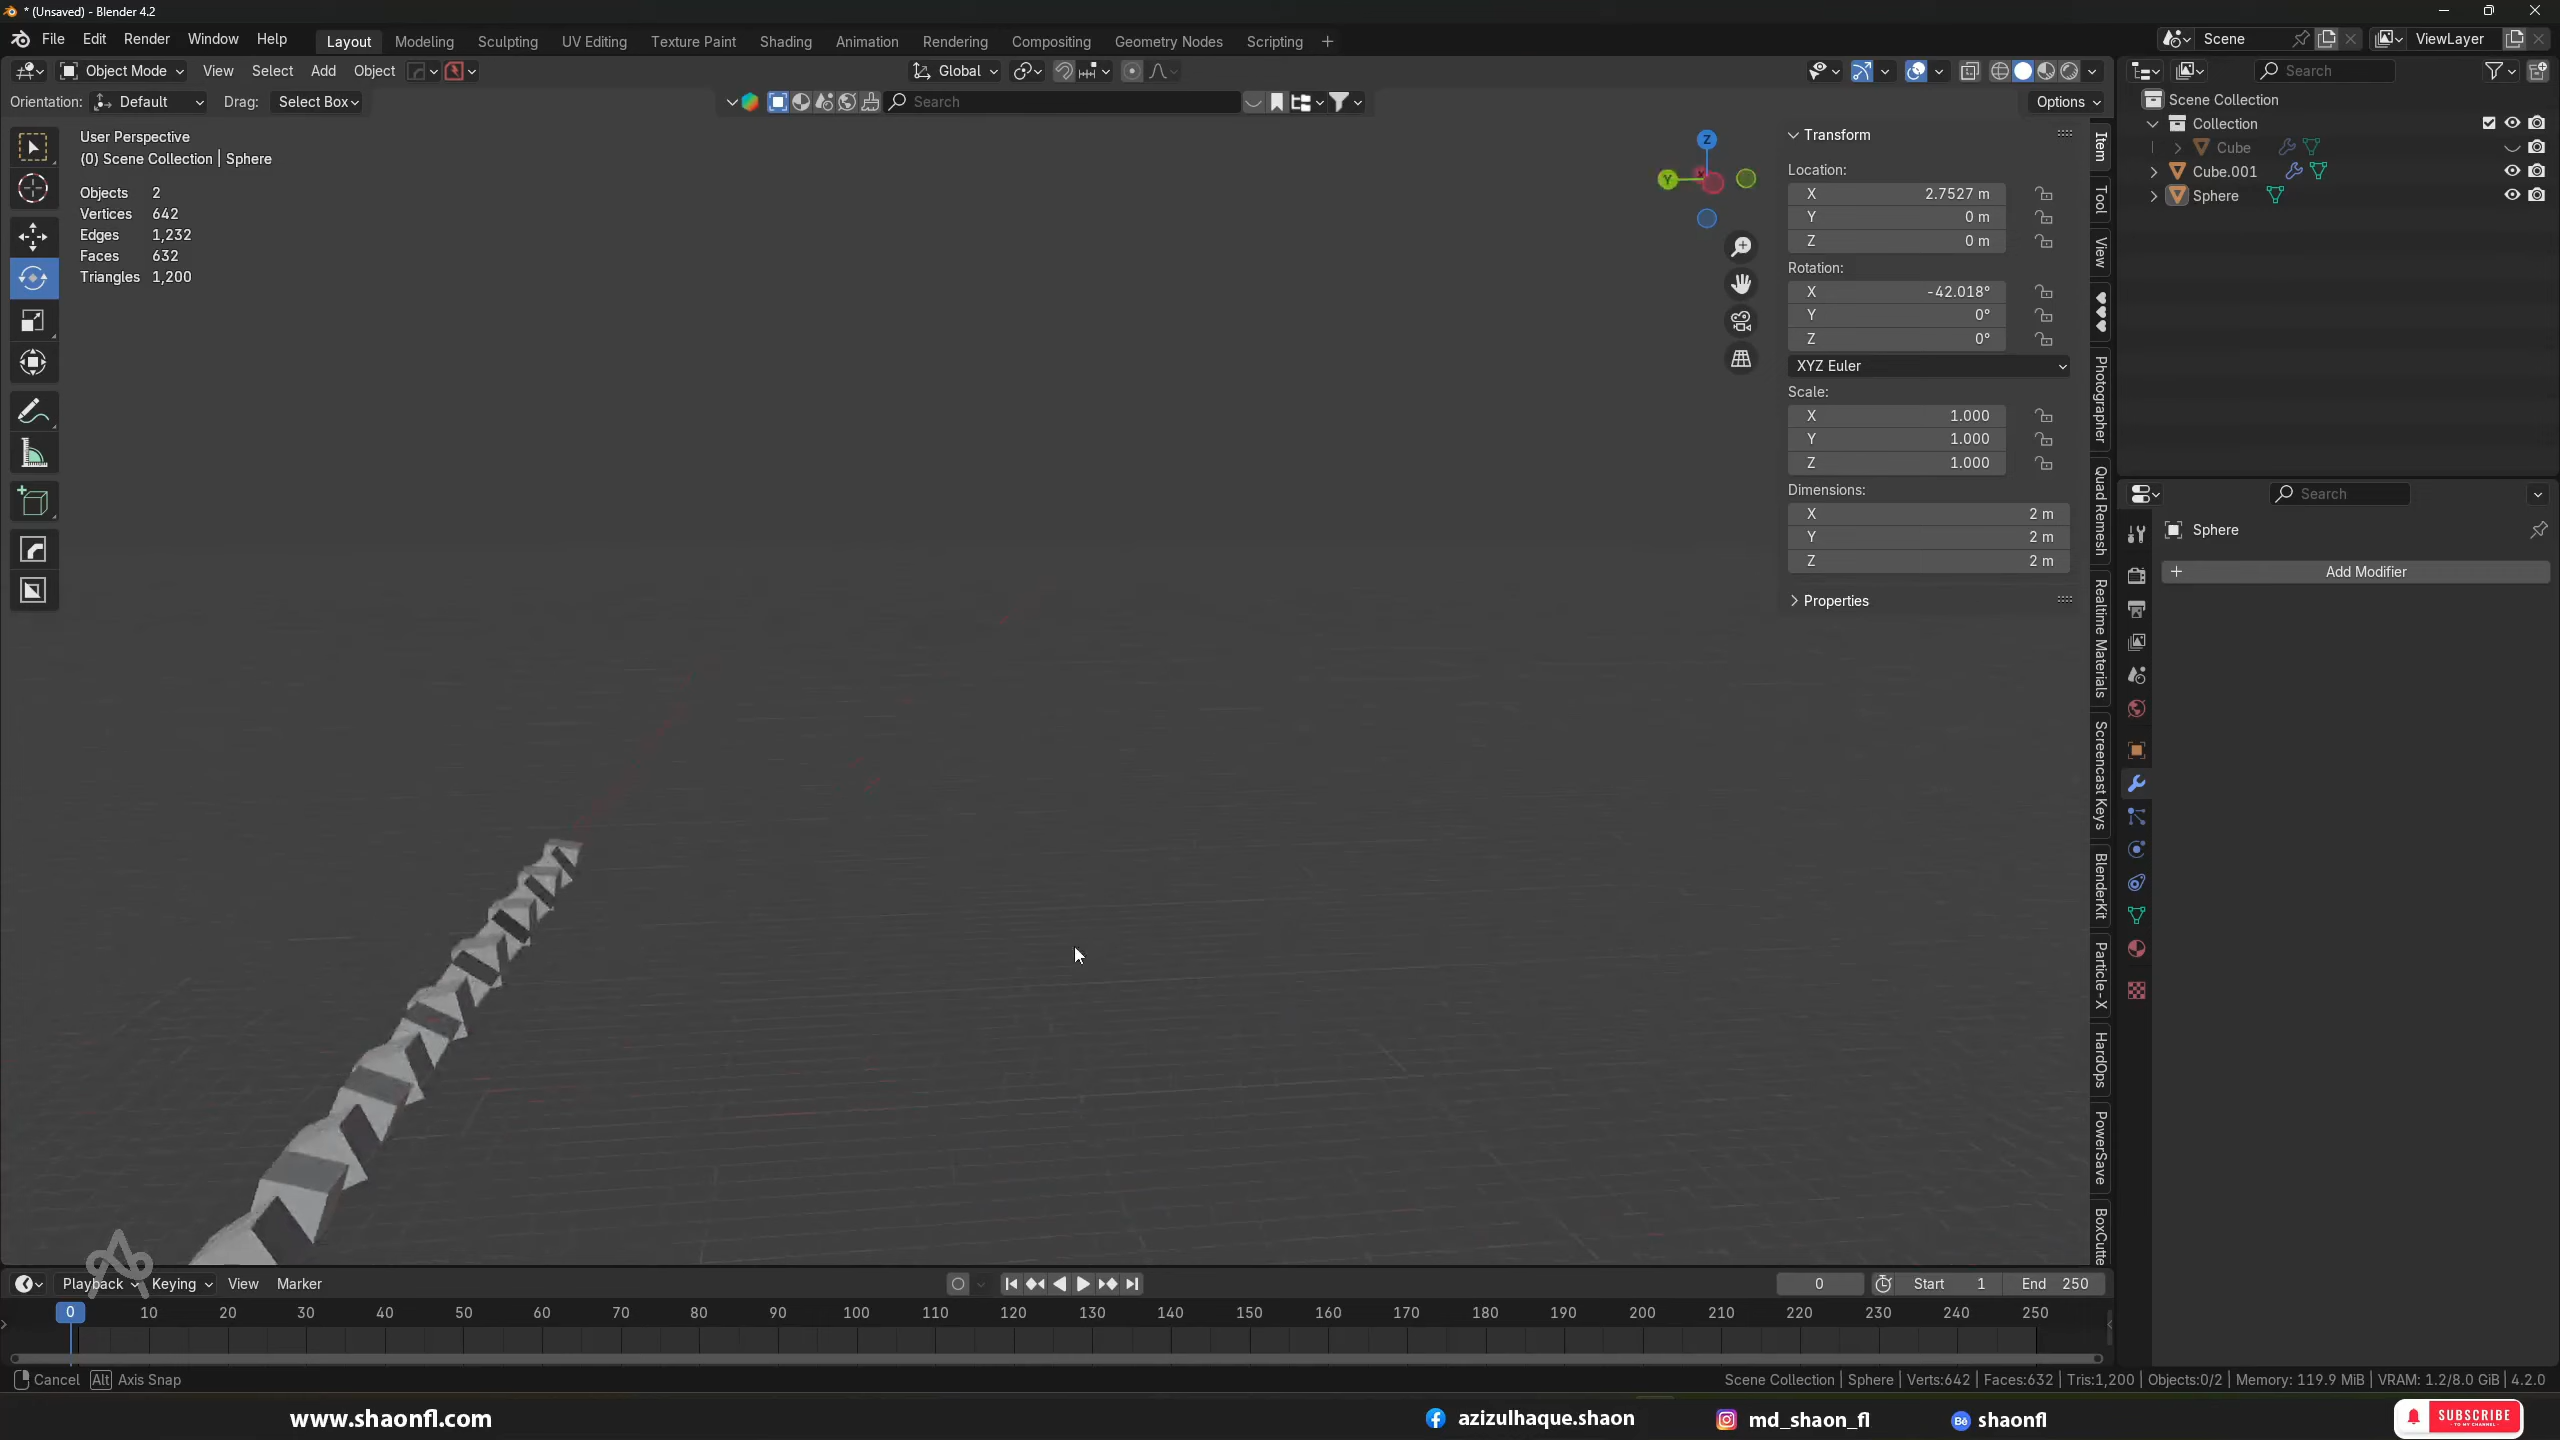 * (Unsaved) - Blender 4.2
File Edit Render Window Help Layout Modeling Sculpting UV Editing Texture Paint Shading Animation Rendering Compositing Geometry Nodes Scripting + Scene ViewLayer
Object Mode View Select Add Object Global Search
Orientation: Default Drag: Select Box Search Options
User Perspective
(0) Scene Collection | Sphere
Objects 2
Vertices 642
Edges 1,232
Faces 632
Triangles 1,200
Z
Y
Transform
Location:
X 2.7527 m
Y 0 m
Z 0 m
Rotation:
X -42.018°
Y 0°
Z 0°
XYZ Euler
Scale:
X 1.000
Y 1.000
Z 1.000
Dimensions:
X 2 m
Y 2 m
Z 2 m
Properties
Item
Tool
View
Photographer
Quad Remesh
Realtime Materials
Screencast Keys
BlenderKit
Particle-X
HardOps
PowerSave
BoxCutte
Scene Collection
Collection
Cube
Cube.001
Sphere
Search
Sphere
+ Add Modifier
Playback Keying View Marker 0 Start 1 End 250
0 10 20 30 40 50 60 70 80 90 100 110 120 130 140 150 160 170 180 190 200 210 220 230 240 250
Cancel Alt Axis Snap Scene Collection | Sphere | Verts:642 | Faces:632 | Tris:1,200 | Objects:0/2 | Memory: 119.9 MiB | VRAM: 1.2/8.0 GiB | 4.2.0
www.shaonfl.com azizulhaque.shaon md_shaon_fl Bē shaonfl SUBSCRIBE
TO MY CHANNEL